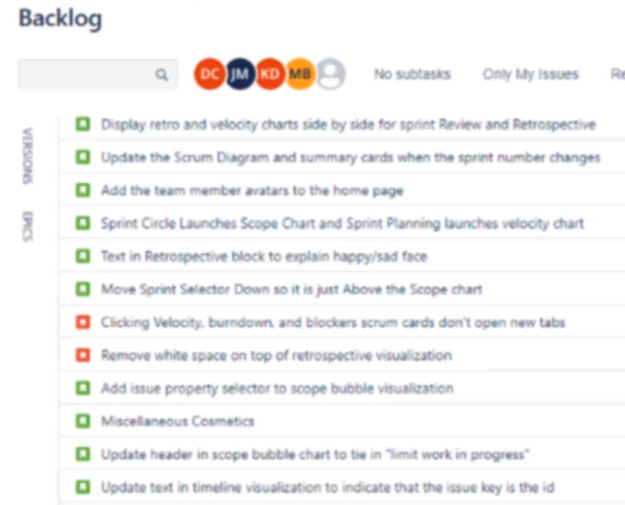 Backlog
DC JM KD MB No subtasks Only My Issues Re
VERSIONS
EPICS
Display retro and velocity charts side by side for sprint Review and Retrospective
Update the Scrum Diagram and summary cards when the sprint number changes
Add the team member avatars to the home page
Sprint Circle Launches Scope Chart and Sprint Planning launches velocity chart
Text in Retrospective block to explain happy/sad face
Move Sprint Selector Down so it is just Above the Scope chart
Clicking Velocity, burndown, and blockers scrum cards don't open new tabs
Remove white space on top of retrospective visualization
Add issue property selector to scope bubble visualization
Miscellaneous Cosmetics
Update header in scope bubble chart to tie in "limit work in progress"
Update text in timeline visualization to indicate that the issue key is the id